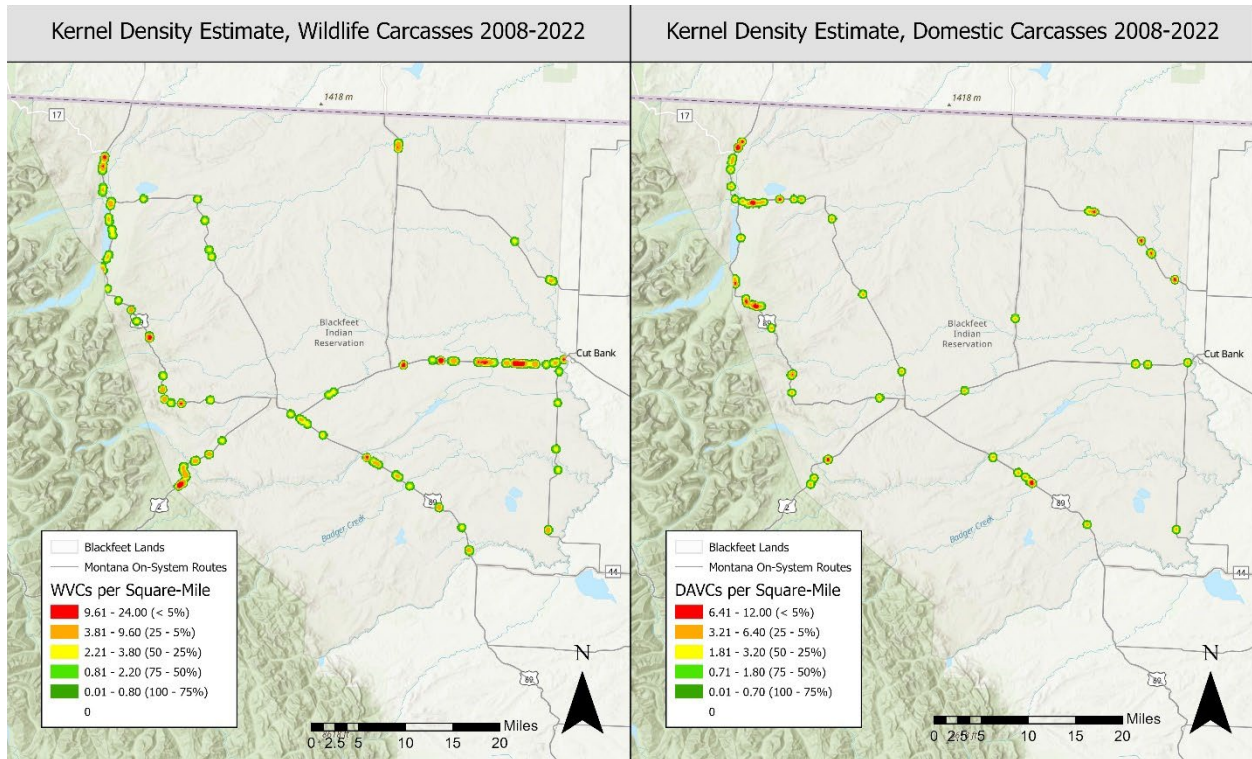 Kernel Density Estimate, Wildlife Carcasses 2008-2022
1418 m
17
89
Blackfeet
Indian
Reservation
Cut Bank
2
89
Badger Creek
44
89
Blackfeet Lands
Montana On-System Routes
WVCs per Square-Mile
9.61 - 24.00 (< 5%)
3.81 - 9.60 (25 - 5%)
2.21 - 3.80 (50 - 25%)
0.81 - 2.20 (75 - 50%)
0.01 - 0.80 (100 - 75%)
0
N
Miles
0 2.5 5 10 15 20
Kernel Density Estimate, Domestic Carcasses 2008-2022
1418 m
17
89
Blackfeet
Indian
Reservation
Cut Bank
2
89
Badger Creek
44
89
Blackfeet Lands
Montana On-System Routes
DAVCs per Square-Mile
6.41 - 12.00 (< 5%)
3.21 - 6.40 (25 - 5%)
1.81 - 3.20 (50 - 25%)
0.71 - 1.80 (75 - 50%)
0.01 - 0.70 (100 - 75%)
0
N
Miles
0 2.5 5 10 15 20